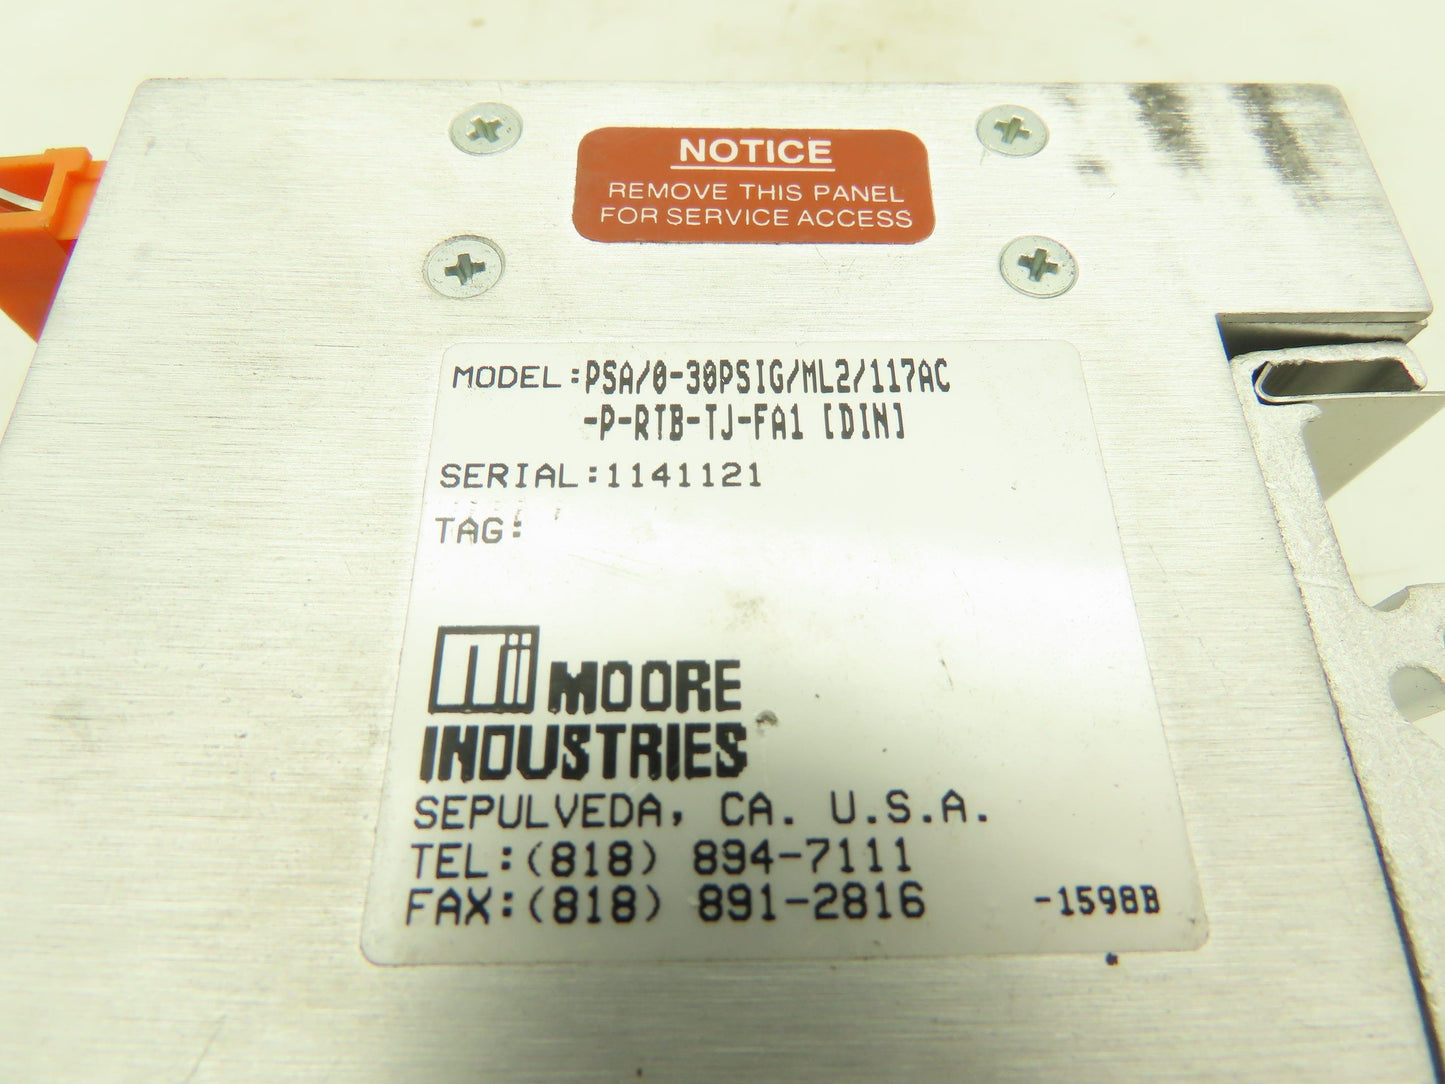 NOTICE
REMOVE THIS PANEL
FOR SERVICE ACCESS
MODEL:PSA/0-30PSIG/ML2/117AC
-P-RTB-TJ-FA1 [DIN]
SERIAL:1141121
TAG:
MOORE
INDUSTRIES
SEPULVEDA, CA. U.S.A.
TEL:(818) 894-7111
FAX:(818) 891-2816 -1598B